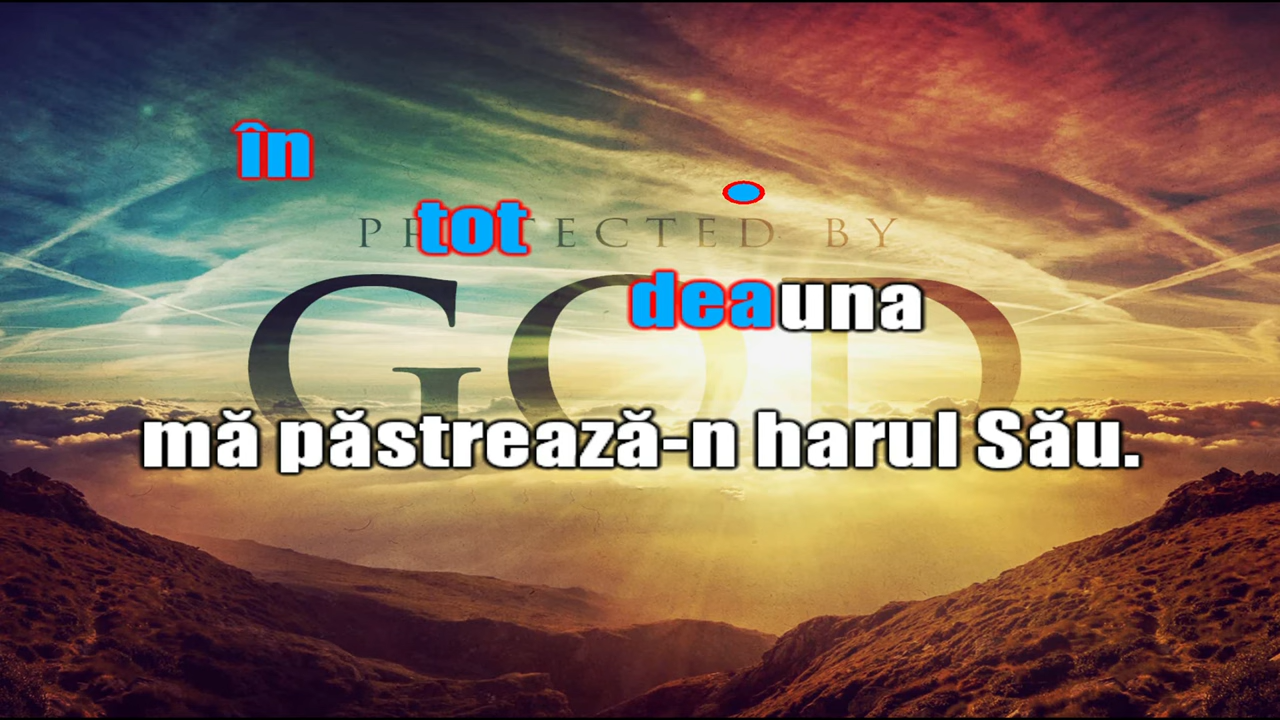 în
tot
PROTECTED BY
deauna
GOD
mă păstrează-n harul Său.